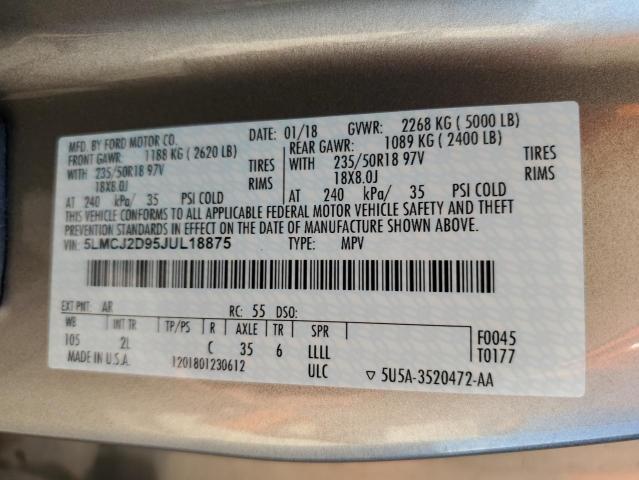 MFD. BY FORD MOTOR CO.
DATE: 01/18 GVWR: 2268 KG ( 5000 LB)
FRONT GAWR: 1188 KG ( 2620 LB)
WITH 235/50R18 97V TIRES
18X8.0J RIMS
AT 240 kPa/ 35 PSI COLD
REAR GAWR: 1089 KG ( 2400 LB)
WITH 235/50R18 97V TIRES
18X8.0J RIMS
AT 240 kPa/ 35 PSI COLD
THIS VEHICLE CONFORMS TO ALL APPLICABLE FEDERAL MOTOR VEHICLE SAFETY AND THEFT
PREVENTION STANDARDS IN EFFECT ON THE DATE OF MANUFACTURE SHOWN ABOVE.
VIN: 5LMCJ2D95JUL18875 TYPE: MPV
EXT PNT: AR RC: 55 DSO:
WB INT TR TP/PS R AXLE TR SPR
105 2L C 35 6 LLLL
MADE IN U.S.A. 1201801230612 ULC
F0045
T0177
▽ 5U5A-3520472-AA